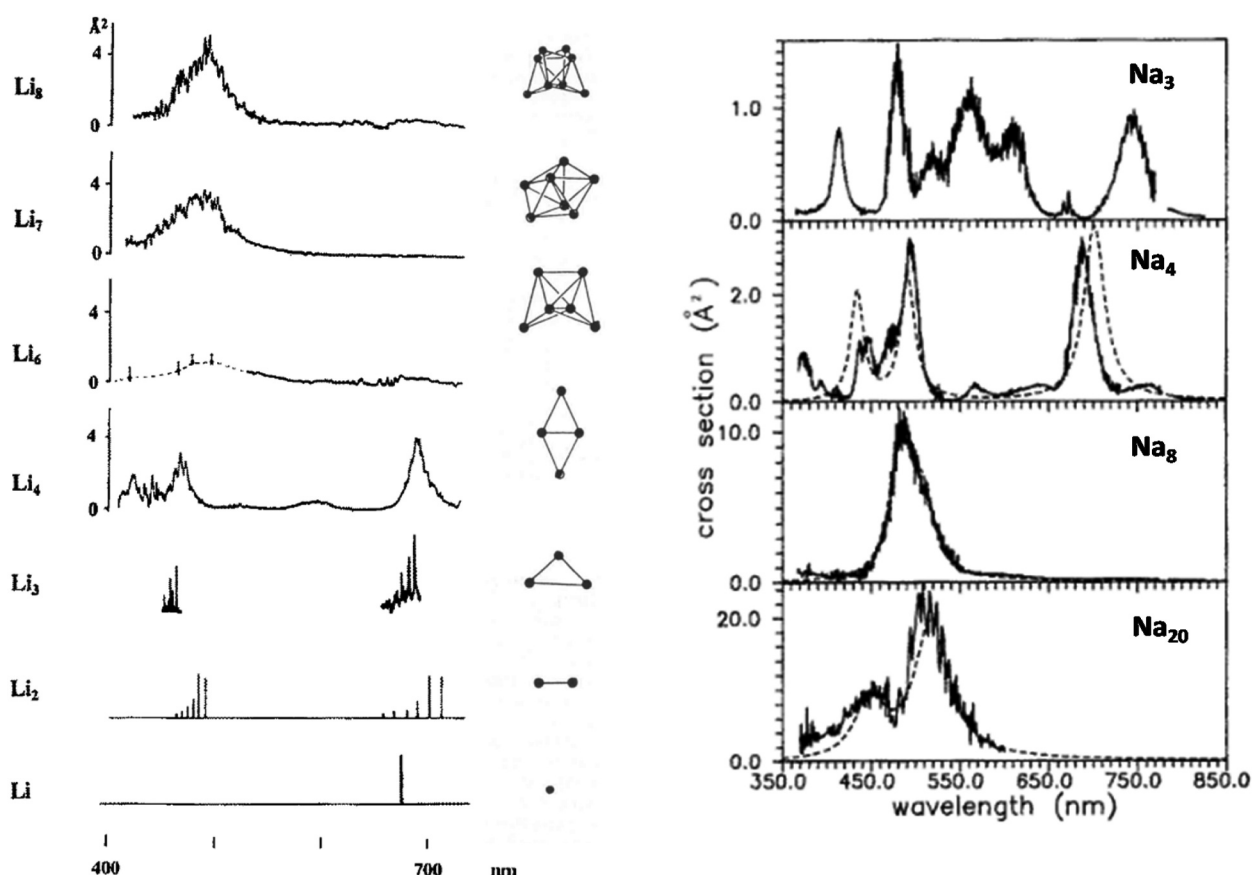 Å²
4
Li₈
0
4
Li₇
0
4
Li₆
0
4
Li₄
0
Li₃
Li₂
Li
400
700
nm
cross section (Å²)
Na₃
1.0
0.0
Na₄
2.0
0.0
Na₈
10.0
0.0
Na₂₀
20.0
0.0
350.0 450.0 550.0 650.0 750.0 850.0
wavelength (nm)